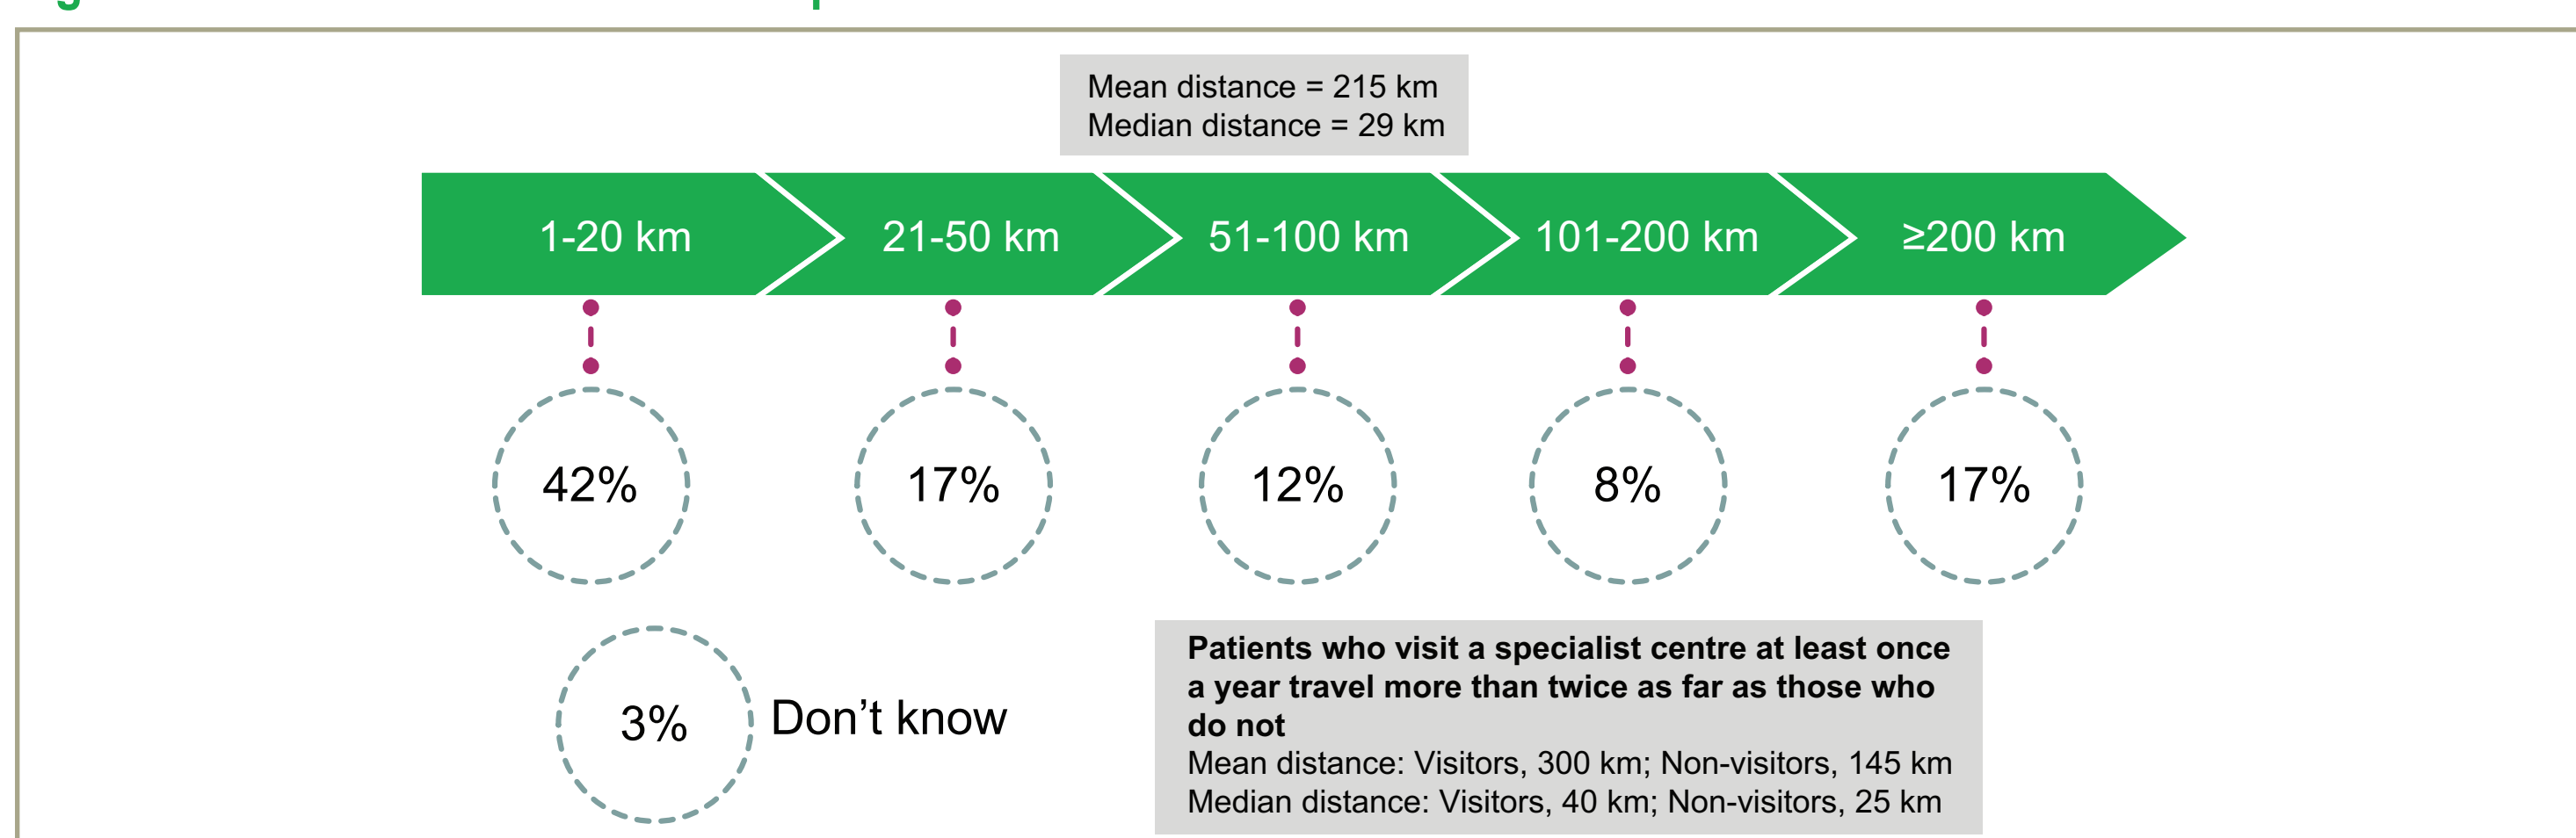 Mean distance = 215 km
Median distance = 29 km
1-20 km
21-50 km
51-100 km
101-200 km
≥200 km
42%
17%
12%
8%
17%
3%
Don’t know
Patients who visit a specialist centre at least once
a year travel more than twice as far as those who
do not
Mean distance: Visitors, 300 km; Non-visitors, 145 km
Median distance: Visitors, 40 km; Non-visitors, 25 km